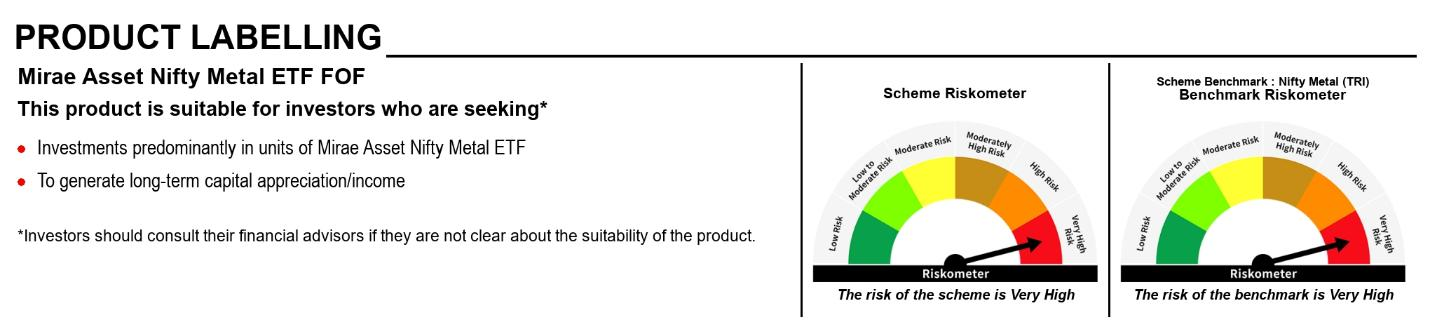 PRODUCT LABELLING
Mirae Asset Nifty Metal ETF FOF
This product is suitable for investors who are seeking*
Investments predominantly in units of Mirae Asset Nifty Metal ETF
To generate long-term capital appreciation/income
*Investors should consult their financial advisors if they are not clear about the suitability of the product.
Scheme Riskometer
Low Risk
Low to
Moderate Risk
Moderate Risk
Moderately
High Risk
High Risk
Very High
Risk
Riskometer
The risk of the scheme is Very High
Scheme Benchmark : Nifty Metal (TRI)
Benchmark Riskometer
Low Risk
Low to
Moderate Risk
Moderate Risk
Moderately
High Risk
High Risk
Very High
Risk
Riskometer
The risk of the benchmark is Very High